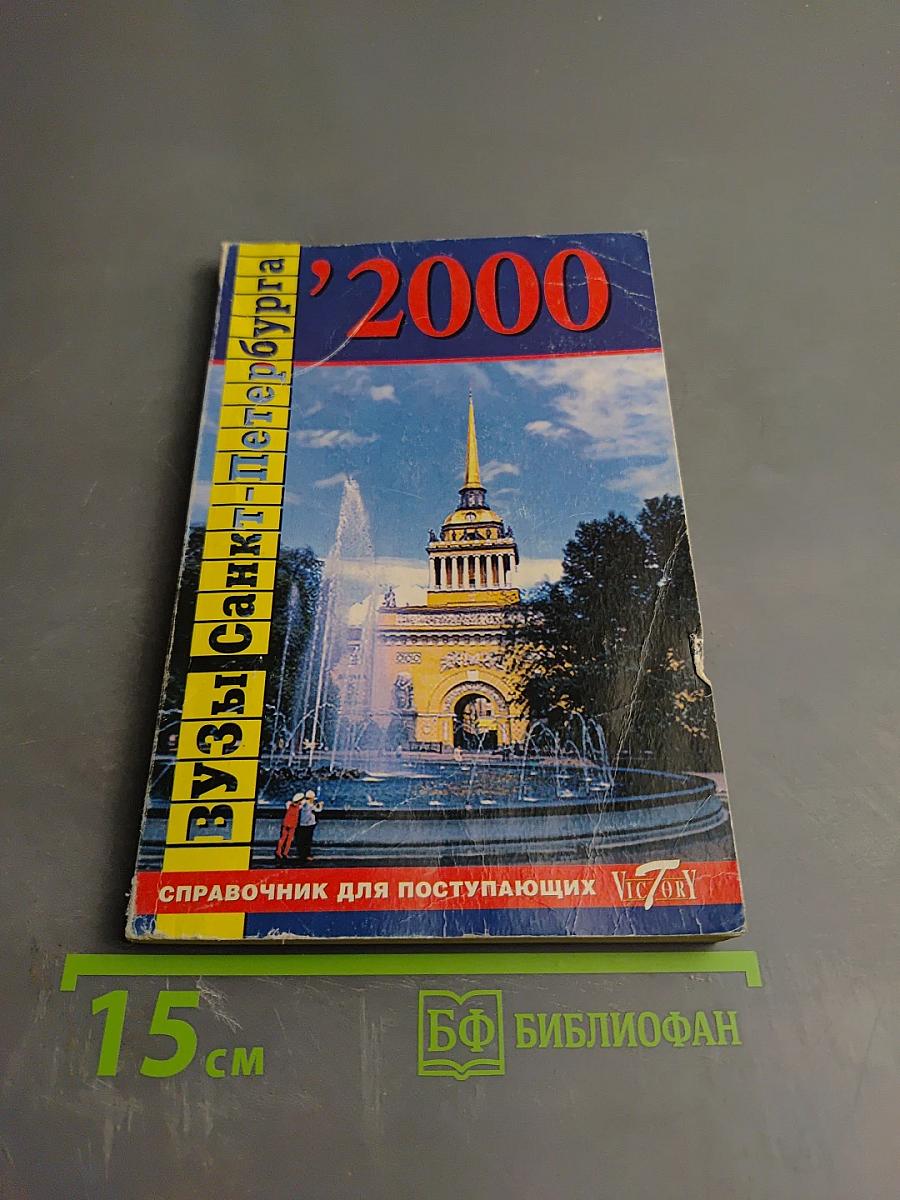 '2000
Вузы Санкт-Петербурга
СПРАВОЧНИК ДЛЯ ПОСТУПАЮЩИХ
VICTORY
15 см
БФ БИБЛИОФАН